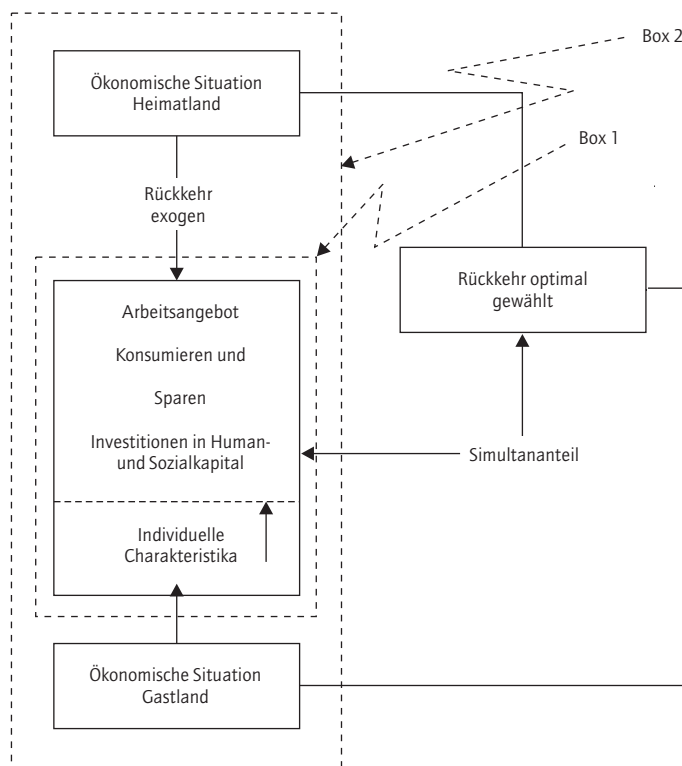 Box 2
Ökonomische Situation
Heimatland
Box 1
Rückkehr
exogen
Rückkehr optimal
gewählt
Arbeitsangebot
Konsumieren und
Sparen
Investitionen in Human-
und Sozialkapital
Simultananteil
Individuelle
Charakteristika
Ökonomische Situation
Gastland